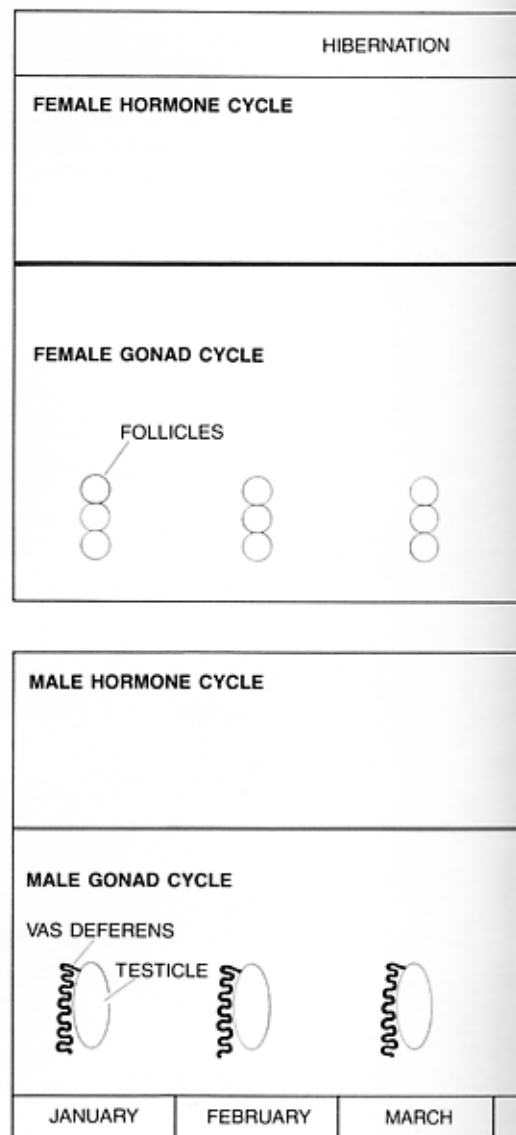 HIBERNATION
FEMALE HORMONE CYCLE
FEMALE GONAD CYCLE
FOLLICLES
MALE HORMONE CYCLE
MALE GONAD CYCLE
VAS DEFERENS
TESTICLE
JANUARY
FEBRUARY
MARCH